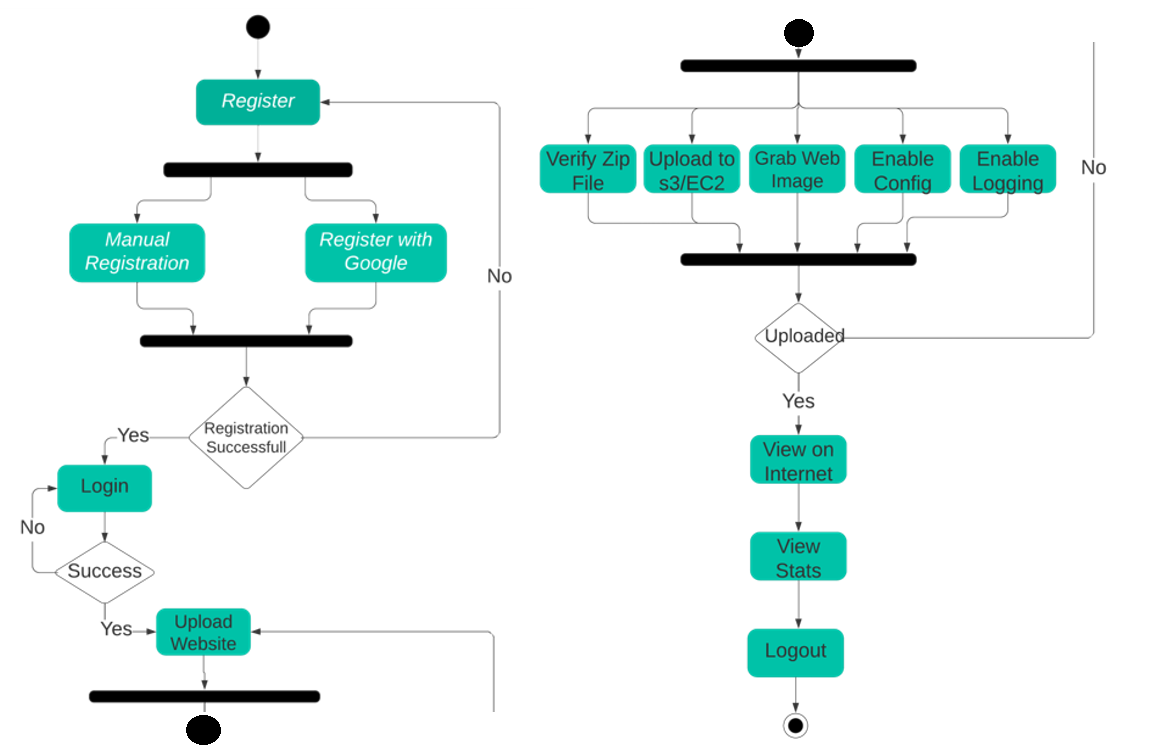 Register
Manual
Registration
Register with
Google
No
Registration
Successfull
Yes
Login
No
Success
Yes
Upload
Website
Verify Zip
File
Upload to
s3/EC2
Grab Web
Image
Enable
Config
Enable
Logging
No
Uploaded
Yes
View on
Internet
View
Stats
Logout